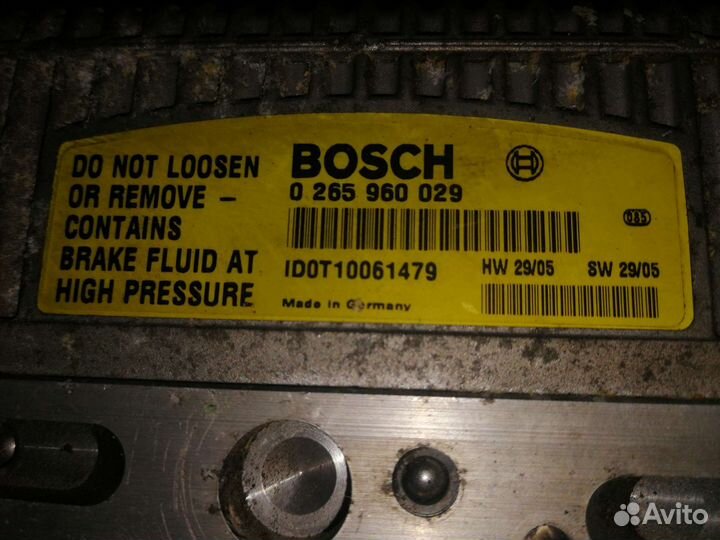 DO NOT LOOSEN
OR REMOVE –
CONTAINS
BRAKE FLUID AT
HIGH PRESSURE
BOSCH
0 265 960 029
ID0T10061479
Made in Germany
HW 29/05 SW 29/05
Avito